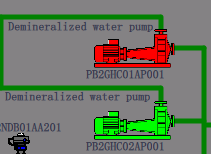 Demineralized water pump
PB2GHC01AP001
Demineralized water pump
NDB01AA201
PB2GHC02AP001